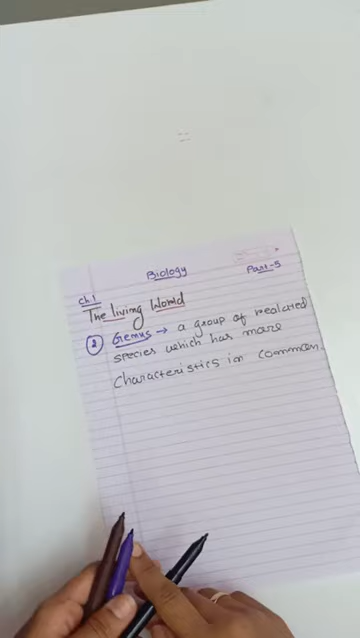 Biology
Part-5
Ch.1
The living World
2 Genus → a group of realated
species which has more
characteristics in common